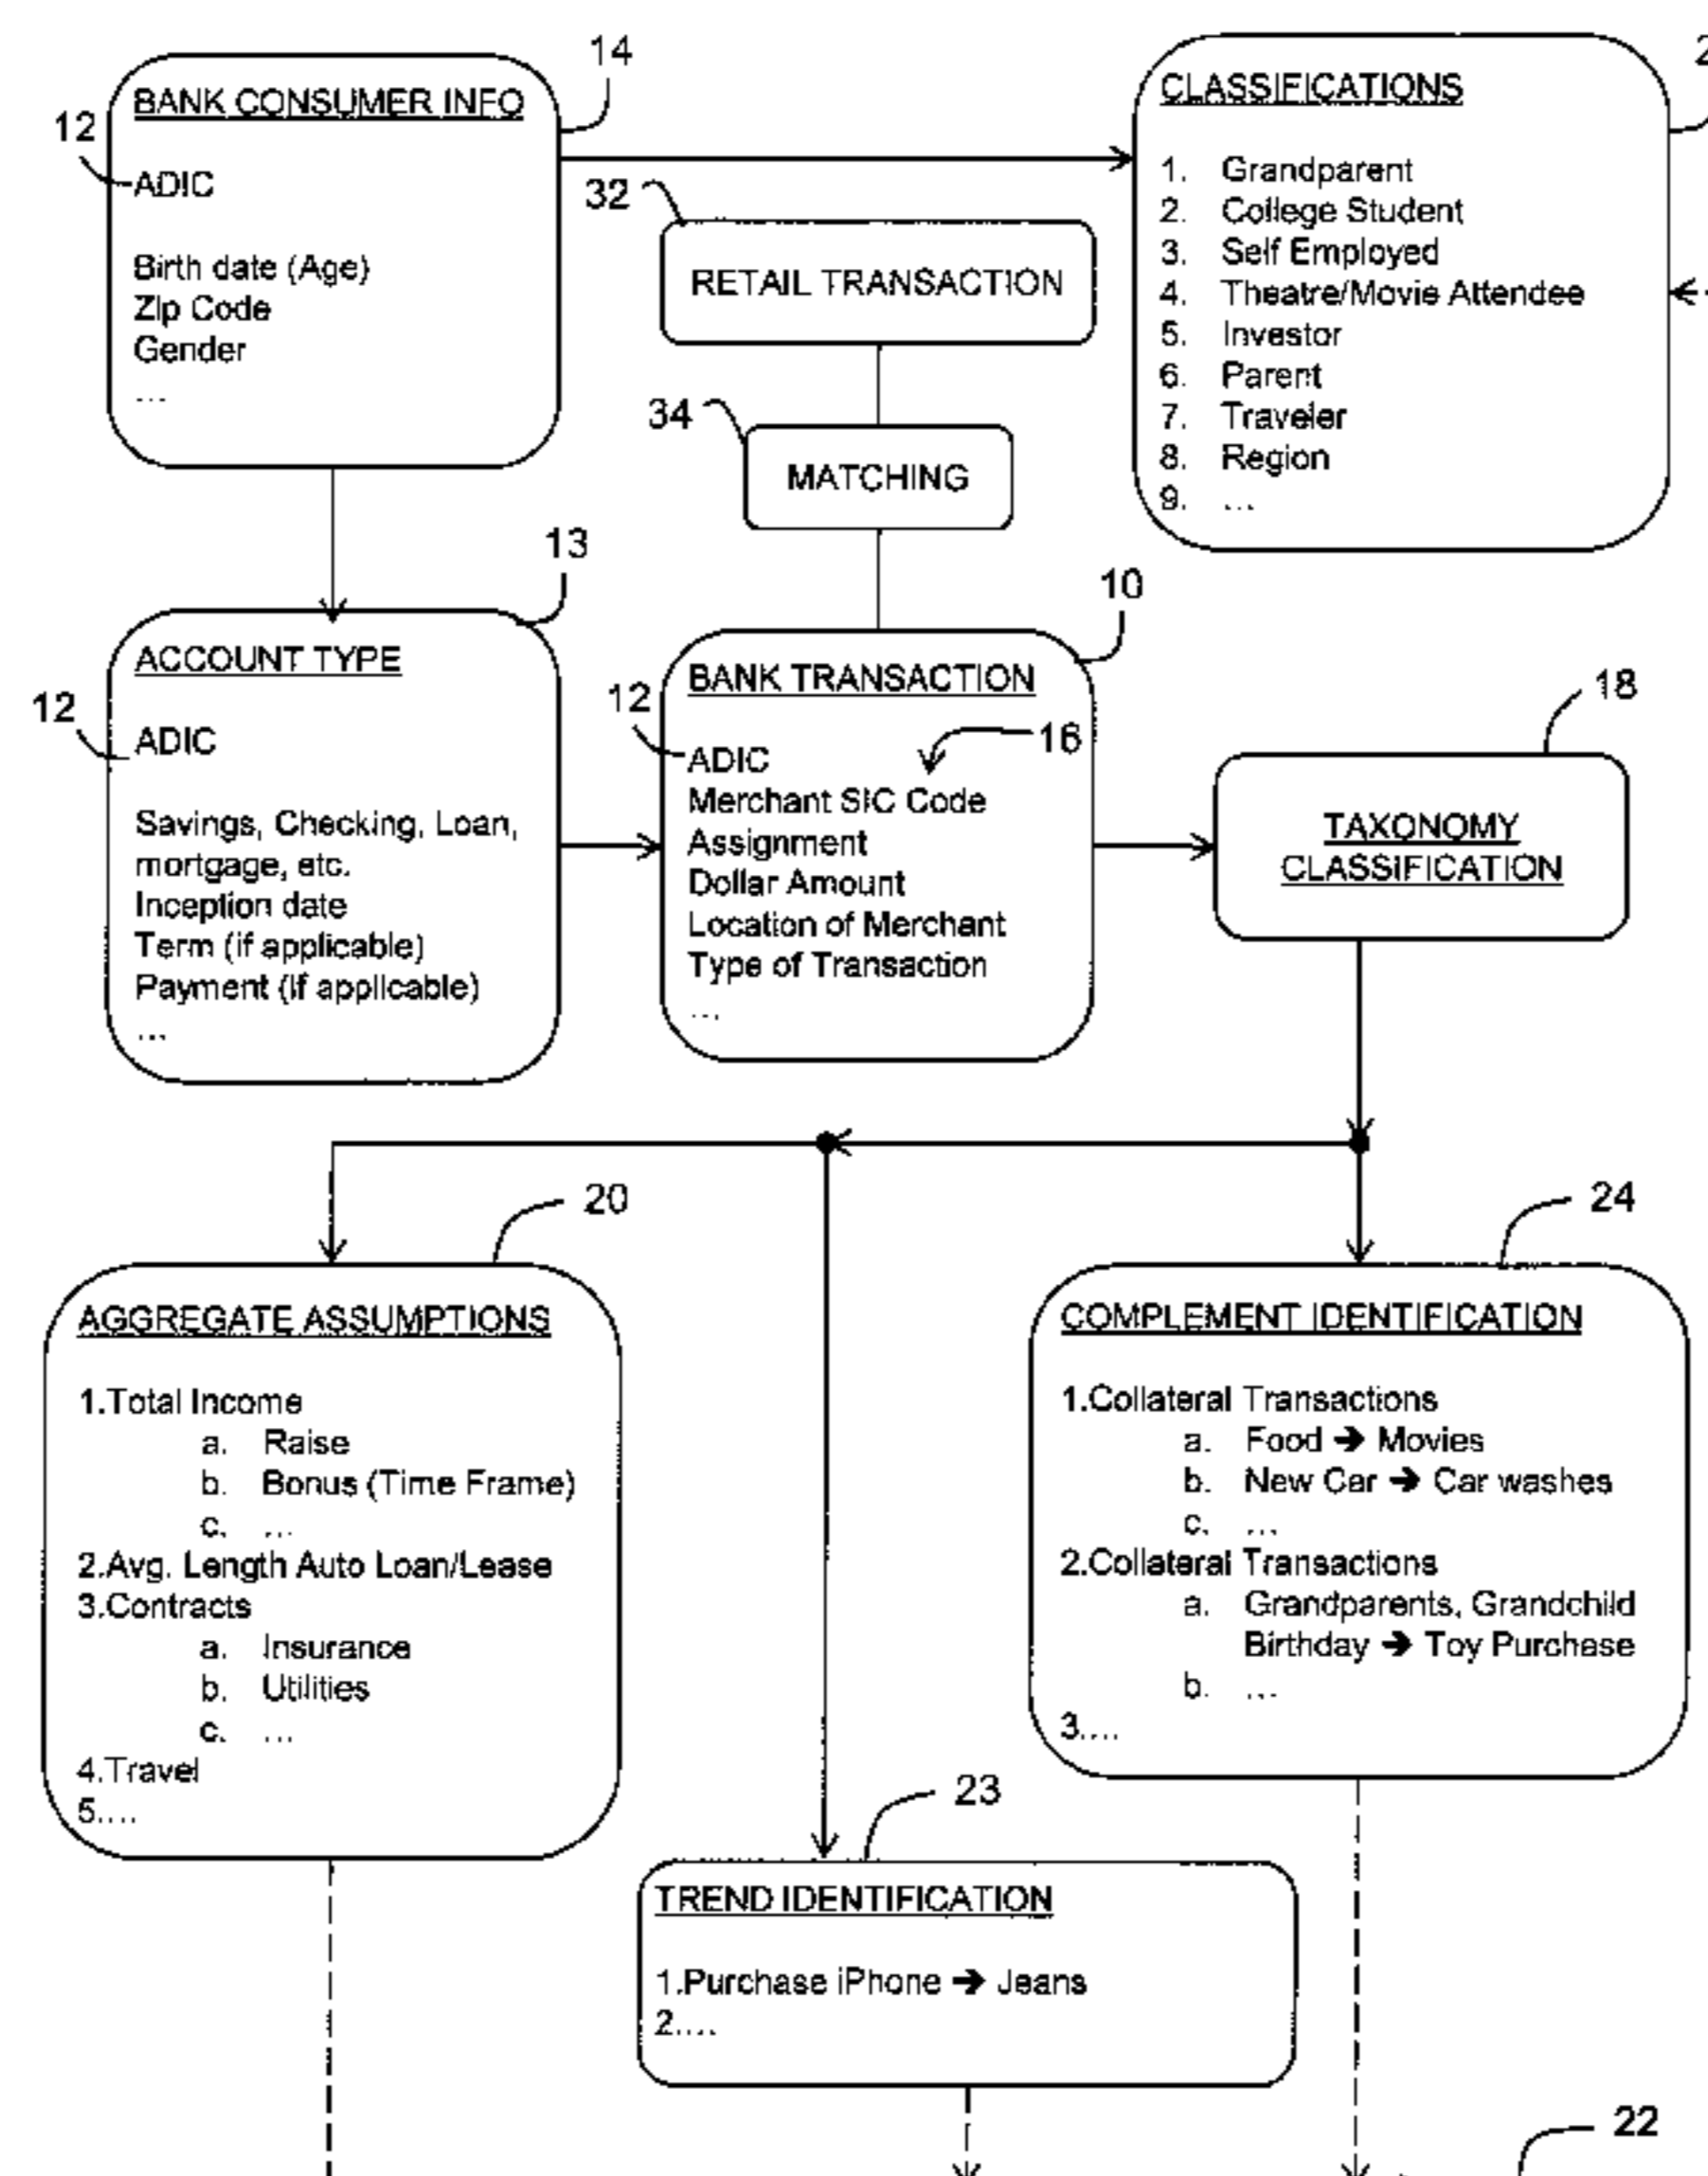 14
BANK CONSUMER INFO
12
ADIC
Birth date (Age)
Zip Code
Gender
...
CLASSIFICATIONS
1. Grandparent
2. College Student
3. Self Employed
4. Theatre/Movie Attendee
5. Investor
6. Parent
7. Traveler
8. Region
9. ...
32
RETAIL TRANSACTION
34
MATCHING
13
ACCOUNT TYPE
12
ADIC
Savings, Checking, Loan,
mortgage, etc.
Inception date
Term (if applicable)
Payment (if applicable)
...
10
BANK TRANSACTION
12
16
ADIC
Merchant SIC Code
Assignment
Dollar Amount
Location of Merchant
Type of Transaction
...
18
TAXONOMY
CLASSIFICATION
20
AGGREGATE ASSUMPTIONS
1.Total Income
a. Raise
b. Bonus (Time Frame)
c. ...
2.Avg. Length Auto Loan/Lease
3.Contracts
a. Insurance
b. Utilities
c. ...
4.Travel
5....
24
COMPLEMENT IDENTIFICATION
1.Collateral Transactions
a. Food ➔ Movies
b. New Car ➔ Car washes
c. ...
2.Collateral Transactions
a. Grandparents, Grandchild
Birthday ➔ Toy Purchase
b. ...
3....
23
TREND IDENTIFICATION
1.Purchase iPhone ➔ Jeans
2....
22